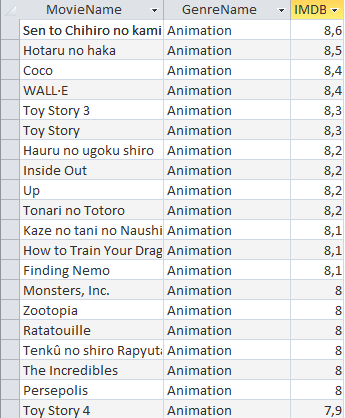 MovieName GenreName IMDB
Sen to Chihiro no kami Animation 8,6
Hotaru no haka Animation 8,5
Coco Animation 8,4
WALL·E Animation 8,4
Toy Story 3 Animation 8,3
Toy Story Animation 8,3
Hauru no ugoku shiro Animation 8,2
Inside Out Animation 8,2
Up Animation 8,2
Tonari no Totoro Animation 8,2
Kaze no tani no Naushi Animation 8,1
How to Train Your Drag Animation 8,1
Finding Nemo Animation 8,1
Monsters, Inc. Animation 8
Zootopia Animation 8
Ratatouille Animation 8
Tenkû no shiro Rapyuta Animation 8
The Incredibles Animation 8
Persepolis Animation 8
Toy Story 4 Animation 7,9